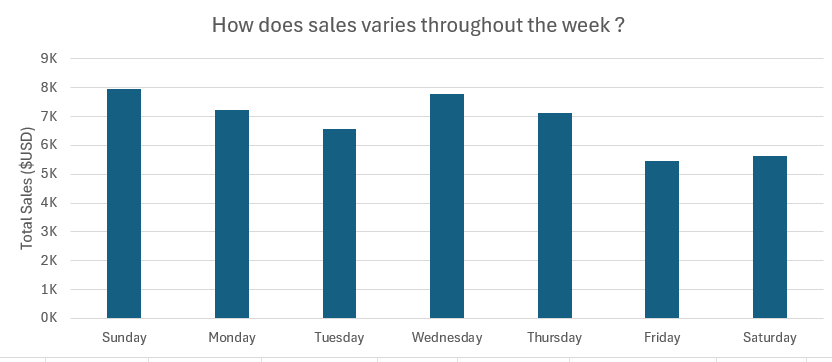 How does sales varies throughout the week ?
Total Sales ($USD)
9K
8K
7K
6K
5K
4K
3K
2K
1K
0K
Sunday Monday Tuesday Wednesday Thursday Friday Saturday